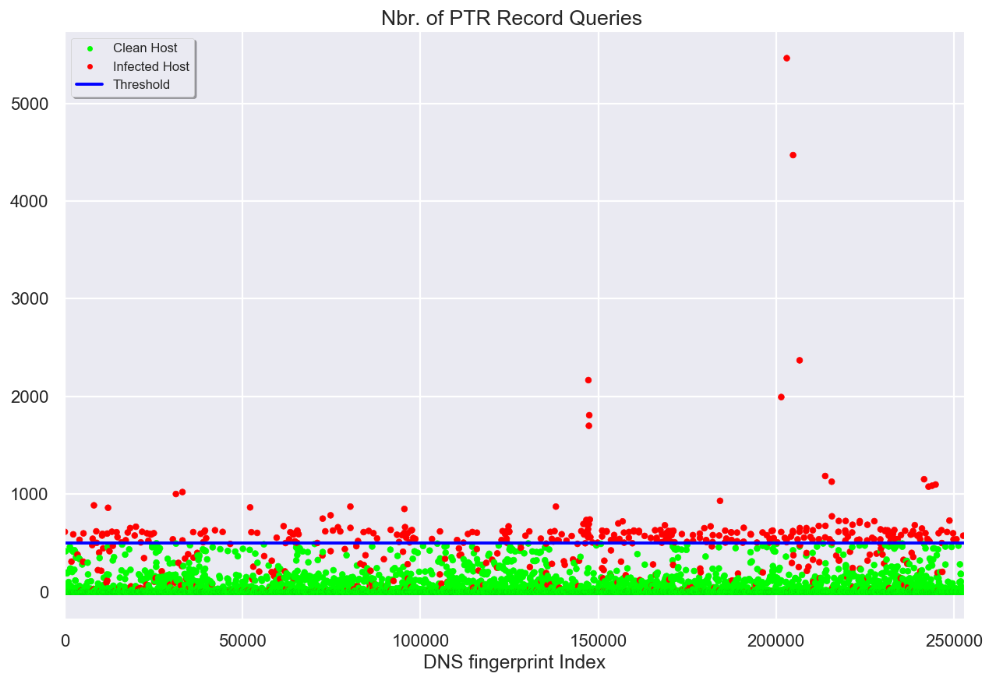 Nbr. of PTR Record Queries
Clean Host
Infected Host
Threshold
5000
4000
3000
2000
1000
0
0 50000 100000 150000 200000 250000
DNS fingerprint Index